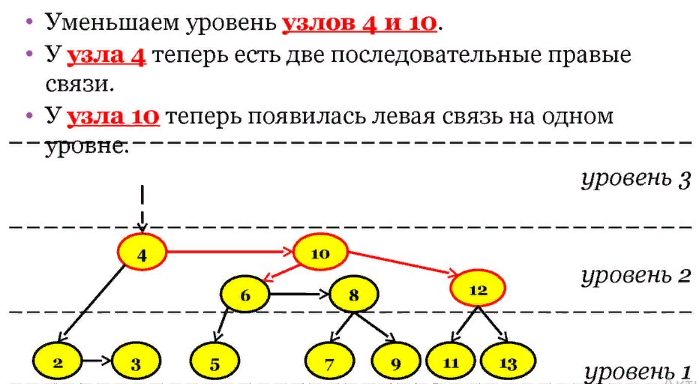 • Уменьшаем уровень узлов 4 и 10.
• У узла 4 теперь есть две последовательные правые
связи.
• У узла 10 теперь появилась левая связь на одном
уровне.
уровень 3
4
10
уровень 2
6
8
12
2
3
5
7
9
11
13
уровень 1